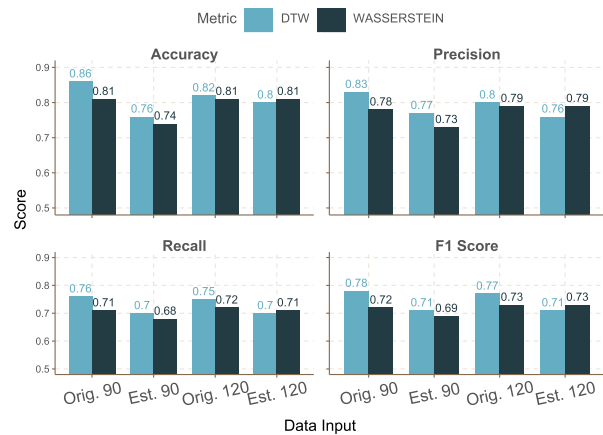 Metric DTW WASSERSTEIN
Accuracy Precision
0.9
0.8
0.7
0.6
0.5
0.86 0.81 0.76 0.74 0.82 0.81 0.8 0.81
0.83 0.78 0.77 0.73 0.8 0.79 0.76 0.79
Score
Recall F1 Score
0.9
0.8
0.7
0.6
0.5
0.76 0.71 0.7 0.68 0.75 0.72 0.7 0.71
0.78 0.72 0.71 0.69 0.77 0.73 0.71 0.73
Orig. 90 Est. 90 Orig. 120 Est. 120 Orig. 90 Est. 90 Orig. 120 Est. 120
Data Input